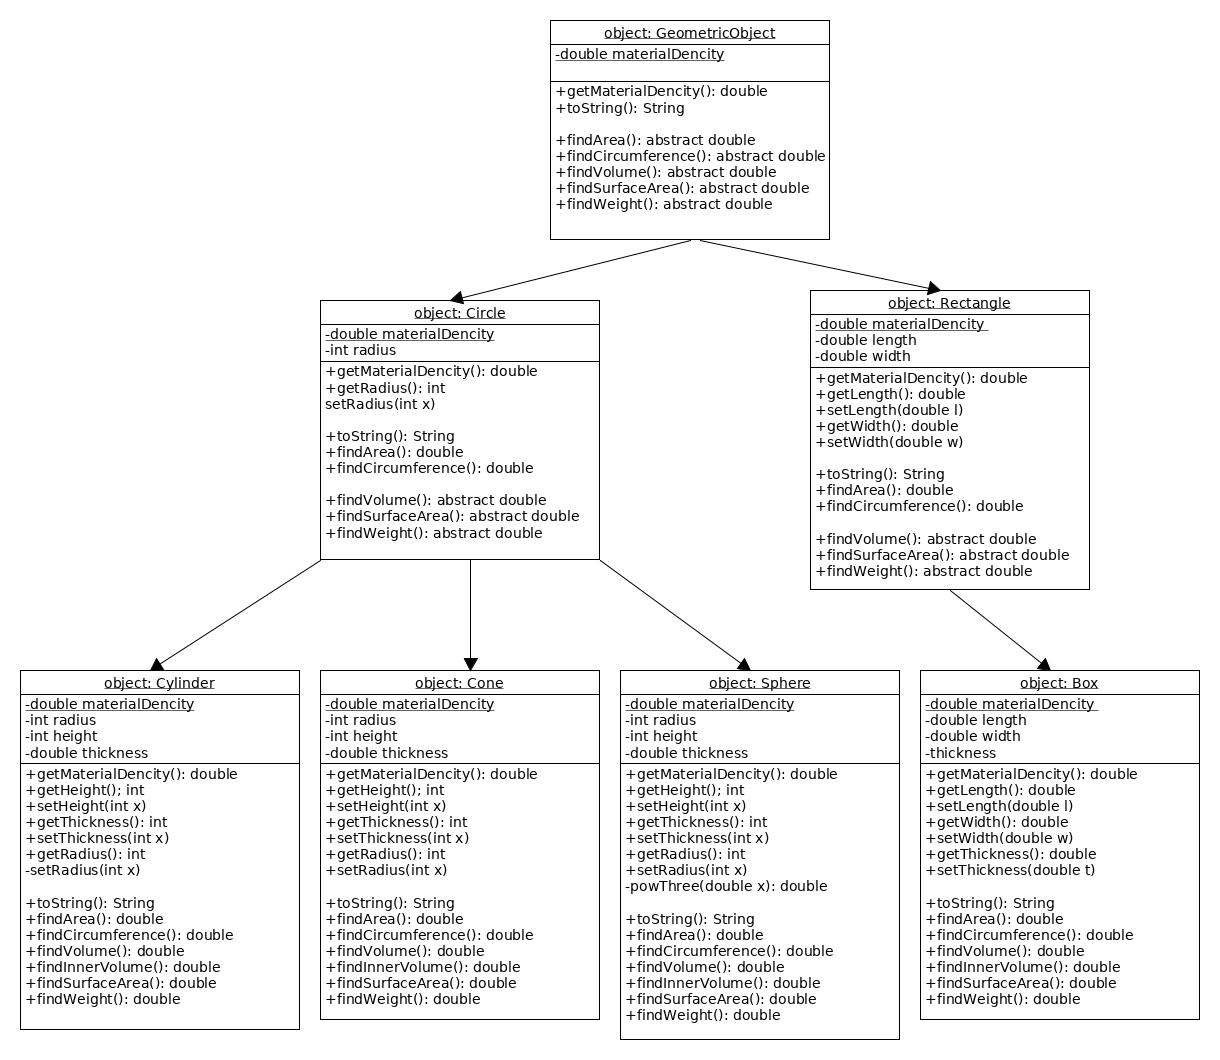 object: GeometricObject
-double materialDencity
+getMaterialDencity(): double
+toString(): String
+findArea(): abstract double
+findCircumference(): abstract double
+findVolume(): abstract double
+findSurfaceArea(): abstract double
+findWeight(): abstract double
object: Circle
-double materialDencity
-int radius
+getMaterialDencity(): double
+getRadius(): int
setRadius(int x)
+toString(): String
+findArea(): double
+findCircumference(): double
+findVolume(): abstract double
+findSurfaceArea(): abstract double
+findWeight(): abstract double
object: Rectangle
-double materialDencity
-double length
-double width
+getMaterialDencity(): double
+getLength(): double
+setLength(double l)
+getWidth(): double
+setWidth(double w)
+toString(): String
+findArea(): double
+findCircumference(): double
+findVolume(): abstract double
+findSurfaceArea(): abstract double
+findWeight(): abstract double
object: Cylinder
-double materialDencity
-int radius
-int height
-double thickness
+getMaterialDencity(): double
+getHeight(); int
+setHeight(int x)
+getThickness(): int
+setThickness(int x)
+getRadius(): int
-setRadius(int x)
+toString(): String
+findArea(): double
+findCircumference(): double
+findVolume(): double
+findInnerVolume(): double
+findSurfaceArea(): double
+findWeight(): double
object: Cone
-double materialDencity
-int radius
-int height
-double thickness
+getMaterialDencity(): double
+getHeight(); int
+setHeight(int x)
+getThickness(): int
+setThickness(int x)
+getRadius(): int
+setRadius(int x)
+toString(): String
+findArea(): double
+findCircumference(): double
+findVolume(): double
+findInnerVolume(): double
+findSurfaceArea(): double
+findWeight(): double
object: Sphere
-double materialDencity
-int radius
-int height
-double thickness
+getMaterialDencity(): double
+getHeight(); int
+setHeight(int x)
+getThickness(): int
+setThickness(int x)
+getRadius(): int
+setRadius(int x)
-powThree(double x): double
+toString(): String
+findArea(): double
+findCircumference(): double
+findVolume(): double
+findInnerVolume(): double
+findSurfaceArea(): double
+findWeight(): double
object: Box
-double materialDencity
-double length
-double width
-thickness
+getMaterialDencity(): double
+getLength(): double
+setLength(double l)
+getWidth(): double
+setWidth(double w)
+getThickness(): double
+setThickness(double t)
+toString(): String
+findArea(): double
+findCircumference(): double
+findVolume(): double
+findInnerVolume(): double
+findSurfaceArea(): double
+findWeight(): double